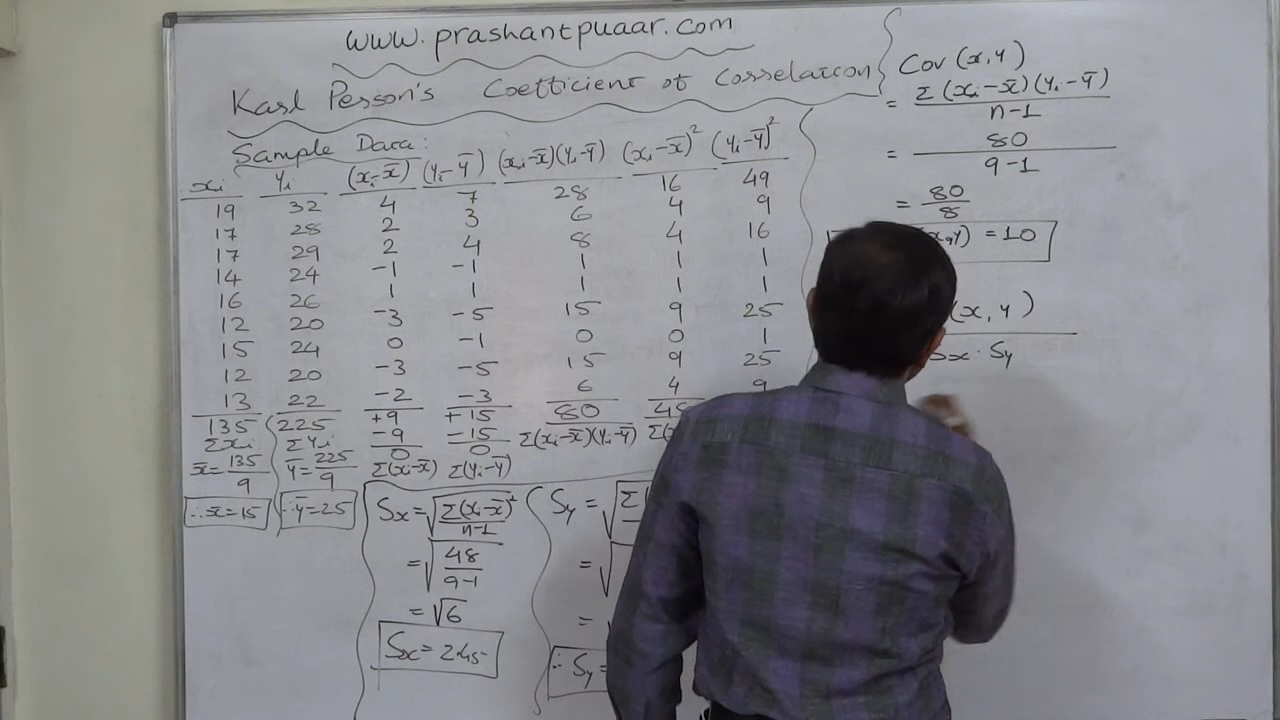 www.prashantpuaar.com
Karl Person's Coefficient of Correlation
Sample Data:
xi yi (xi-x̄) (yi-ȳ) (xi-x̄)(yi-ȳ) (xi-x̄)² (yi-ȳ)²
19 32 4 7 28 16 49
17 28 2 3 6 4 9
17 29 2 4 8 4 16
14 24 -1 -1 1 1 1
16 26 1 1 1 1 1
12 20 -3 -5 15 9 25
15 24 0 -1 0 0 1
12 20 -3 -5 15 9 25
13 22 -2 -3 6 4 9
135 225 +9 +15 80 48
Σxi Σyi -9 -15 Σ(xi-x̄)(yi-ȳ)
0 0
x̄=135/9 ȳ=225/9 Σ(xi-x̄) Σ(yi-ȳ)
∴x̄=15 ∴ȳ=25
Sx=√Σ(xi-x̄)²/n-1
=√48/9-1
=√6
Sx=2.45
Sy=√Σ
=√
=
∴Sy=
Cov(x,y)
=Σ(xi-x̄)(yi-ȳ)/n-1
=80/9-1
=80/8
(x,y)=10
(x,y)
Sx·Sy